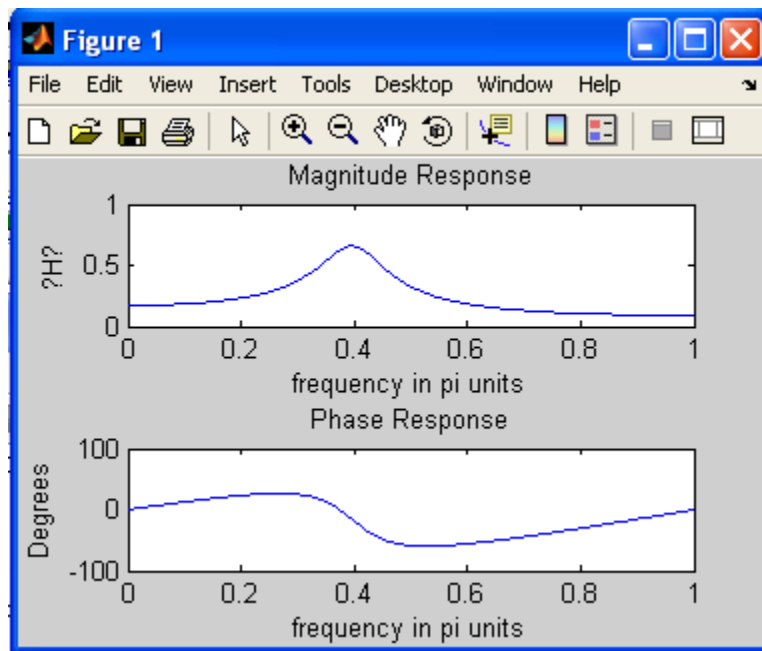 Figure 1
File Edit View Insert Tools Desktop Window Help
Magnitude Response
1
0.5
0
?H?
0 0.2 0.4 0.6 0.8 1
frequency in pi units
Phase Response
100
0
-100
Degrees
0 0.2 0.4 0.6 0.8 1
frequency in pi units